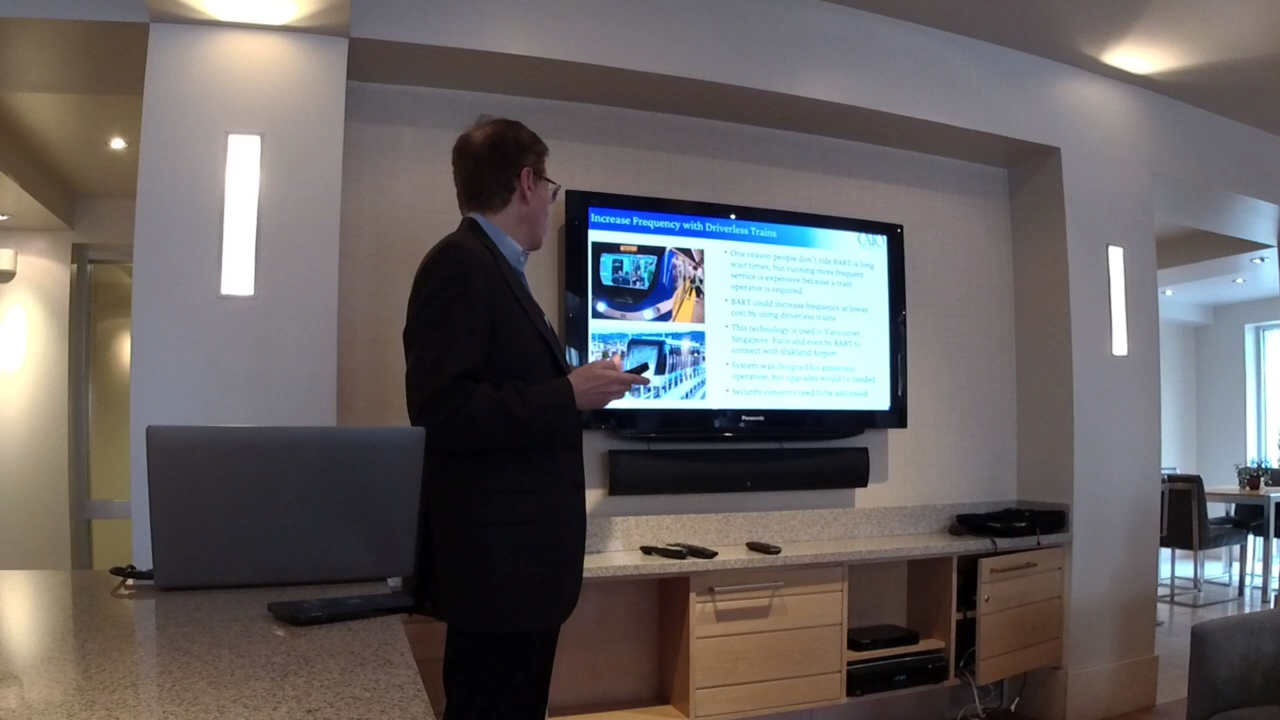 Increase Frequency with Driverless Trains
CATO
• One reason people don't ride BART is long
wait times, but running more frequent
service is expensive because a train
operator is required
• BART could increase frequency at lower
cost by using driverless trains.
• This technology is used in Vancouver,
Singapore, Paris and even by BART to
connect with Oakland Airport
• System was designed for automatic
operation, but upgrades would be needed
• Security concerns need to be addressed
Panasonic